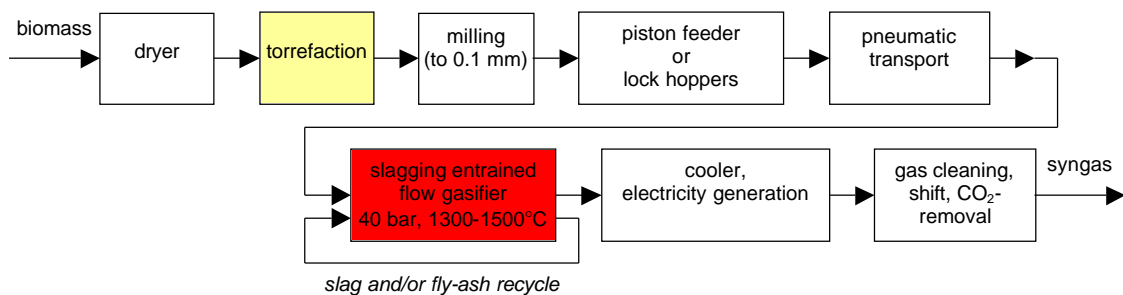 biomass
dryer
torrefaction
milling
(to 0.1 mm)
piston feeder
or
lock hoppers
pneumatic
transport
slagging entrained
flow gasifier
40 bar, 1300-1500°C
cooler,
electricity generation
gas cleaning,
shift, CO₂-
removal
syngas
slag and/or fly-ash recycle